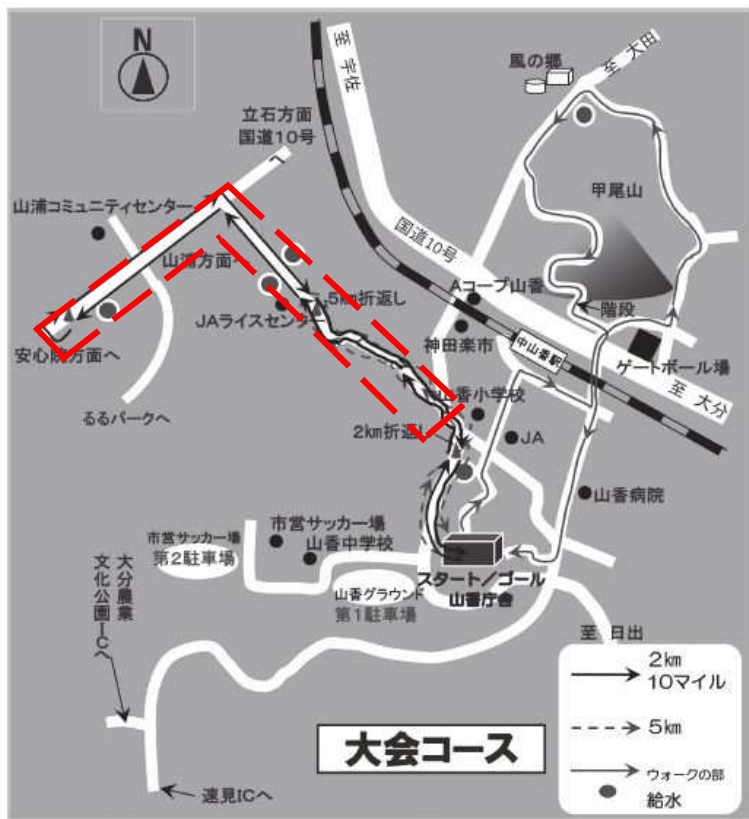 N
至 宇佐
風の郷
至 大田
立石方面
国道10号
山浦コミュニティセンター
甲尾山
国道10号
山浦方面へ
Aコープ山香
5km折返し
階段
JAライスセンター
神田楽市
中山香駅
安心院方面へ
ゲートボール場
至 大分
るるパークへ
山香小学校
2km折返し
JA
山香病院
市営サッカー場
第2駐車場
市営サッカー場
山香中学校
スタート/ゴール
山香庁舎
山香グラウンド
第1駐車場
大分農業
文化公園ICへ
至 日出
2km
10マイル
5km
ウォークの部
給水
大会コース
速見ICへ